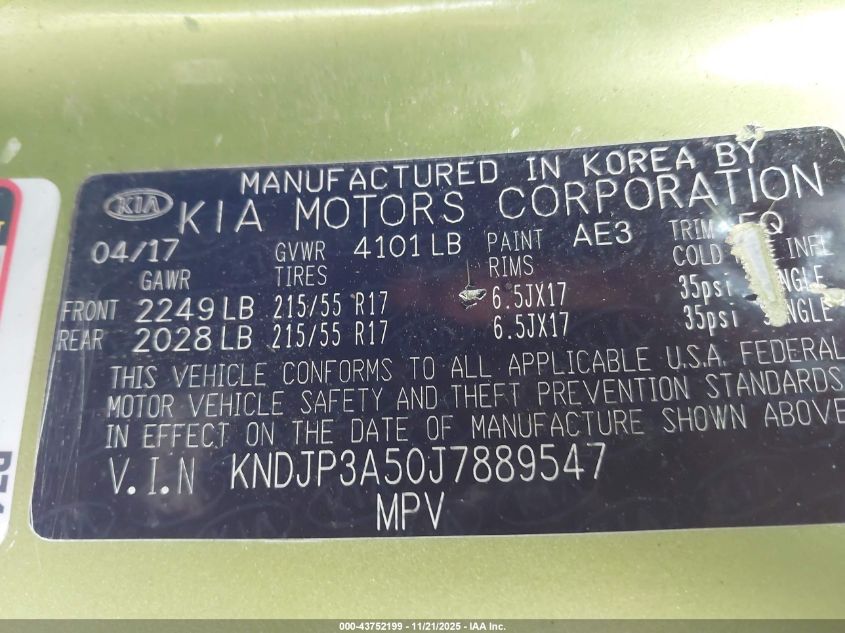 MANUFACTURED IN KOREA BY
KIA KIA MOTORS CORPORATION
04/17 GVWR 4101 LB PAINT AE3 TRIM
GAWR TIRES RIMS COLD INFL
FRONT 2249 LB 215/55 R17 6.5JX17 35psi
REAR 2028 LB 215/55 R17 6.5JX17 35psi
THIS VEHICLE CONFORMS TO ALL APPLICABLE U.S.A. FEDERAL
MOTOR VEHICLE SAFETY AND THEFT PREVENTION STANDARDS
IN EFFECT ON THE DATE OF MANUFACTURE SHOWN ABOVE
V.I.N KNDJP3A50J7889547
MPV
000-43752199 - 11/21/2025 - IAA Inc.